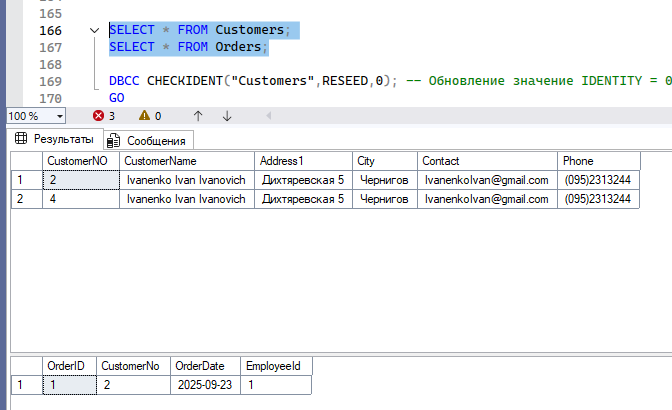 165
166 SELECT * FROM Customers;
167 SELECT * FROM Orders;
168
169 DBCC CHECKIDENT("Customers",RESEED,0); -- Обновление значение IDENTITY = 0
170 GO
100 % 3 0
Результаты Сообщения
CustomerNO CustomerName Address1 City Contact Phone
1 2 Ivanenko Ivan Ivanovich Дихтяревская 5 Чернигов IvanenkoIvan@gmail.com (095)2313244
2 4 Ivanenko Ivan Ivanovich Дихтяревская 5 Чернигов IvanenkoIvan@gmail.com (095)2313244
OrderID CustomerNo OrderDate EmployeeId
1 1 2 2025-09-23 1